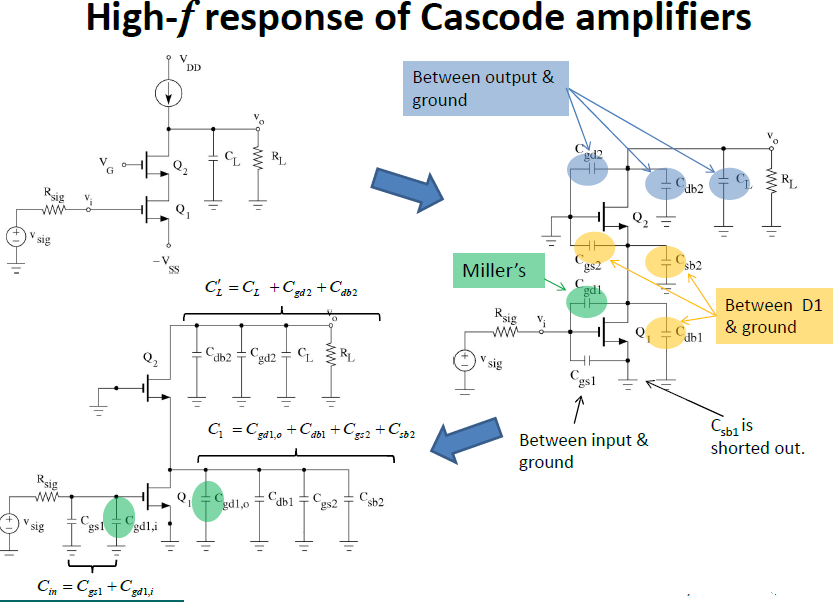 High-f response of Cascode amplifiers
V_DD
v_o
V_G
Q_2
C_L
R_L
R_sig
v_i
Q_1
v_sig
-V_SS
Between output &
ground
C_gd2
v_o
C_db2
C_L
R_L
Q_2
C_gs2
C_sb2
Miller's
C_gd1
Between D1
& ground
R_sig
v_i
Q_1
C_db1
v_sig
C_gs1
Between input &
ground
C_sb1 is
shorted out.
C′_L = C_L + C_gd2 + C_db2
v_o
Q_2
C_db2
C_gd2
C_L
R_L
C_1 = C_gd1,o + C_db1 + C_gs2 + C_sb2
R_sig
Q_1
C_gd1,o
C_db1
C_gs2
C_sb2
v_sig
C_gs1
C_gd1,i
C_in = C_gs1 + C_gd1,i